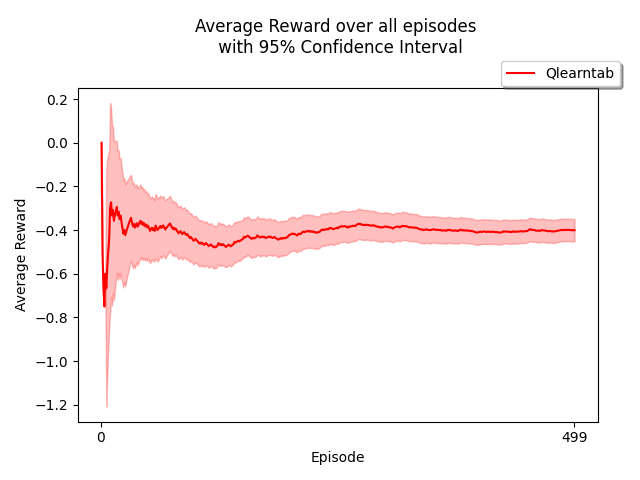 Average Reward over all episodes
with 95% Confidence Interval
Qlearntab
0.2
0.0
−0.2
−0.4
−0.6
−0.8
−1.0
−1.2
Average Reward
0
499
Episode